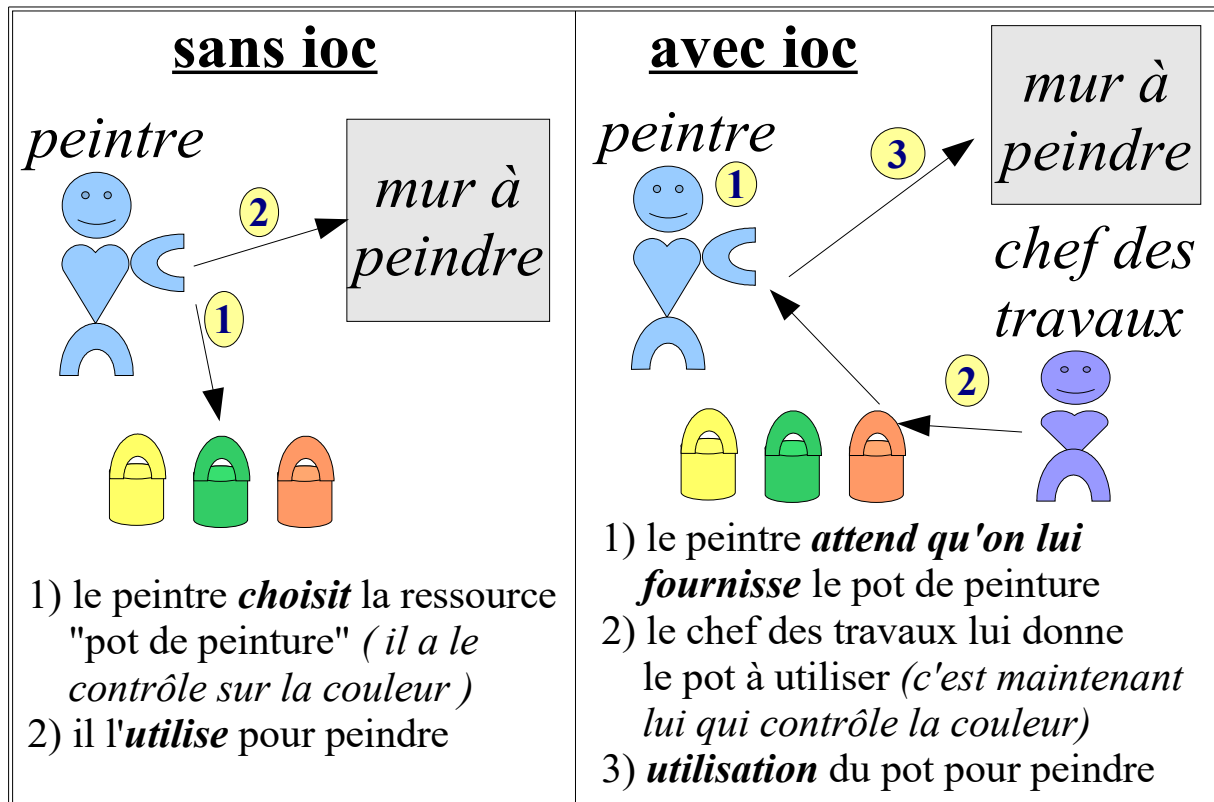 sans ioc
peintre
mur à
peindre
2
1
1) le peintre choisit la ressource
"pot de peinture" ( il a le
contrôle sur la couleur )
2) il l'utilise pour peindre
avec ioc
peintre
1
3
mur à
peindre
chef des
travaux
2
1) le peintre attend qu'on lui
fournisse le pot de peinture
2) le chef des travaux lui donne
le pot à utiliser (c'est maintenant
lui qui contrôle la couleur)
3) utilisation du pot pour peindre